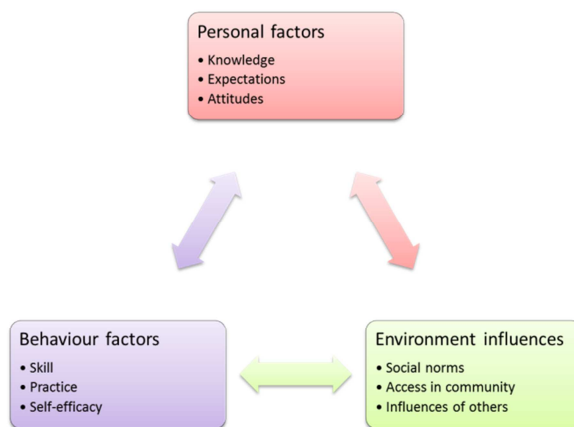 Personal factors
• Knowledge
• Expectations
• Attitudes
Behaviour factors
• Skill
• Practice
• Self-efficacy
Environment influences
• Social norms
• Access in community
• Influences of others